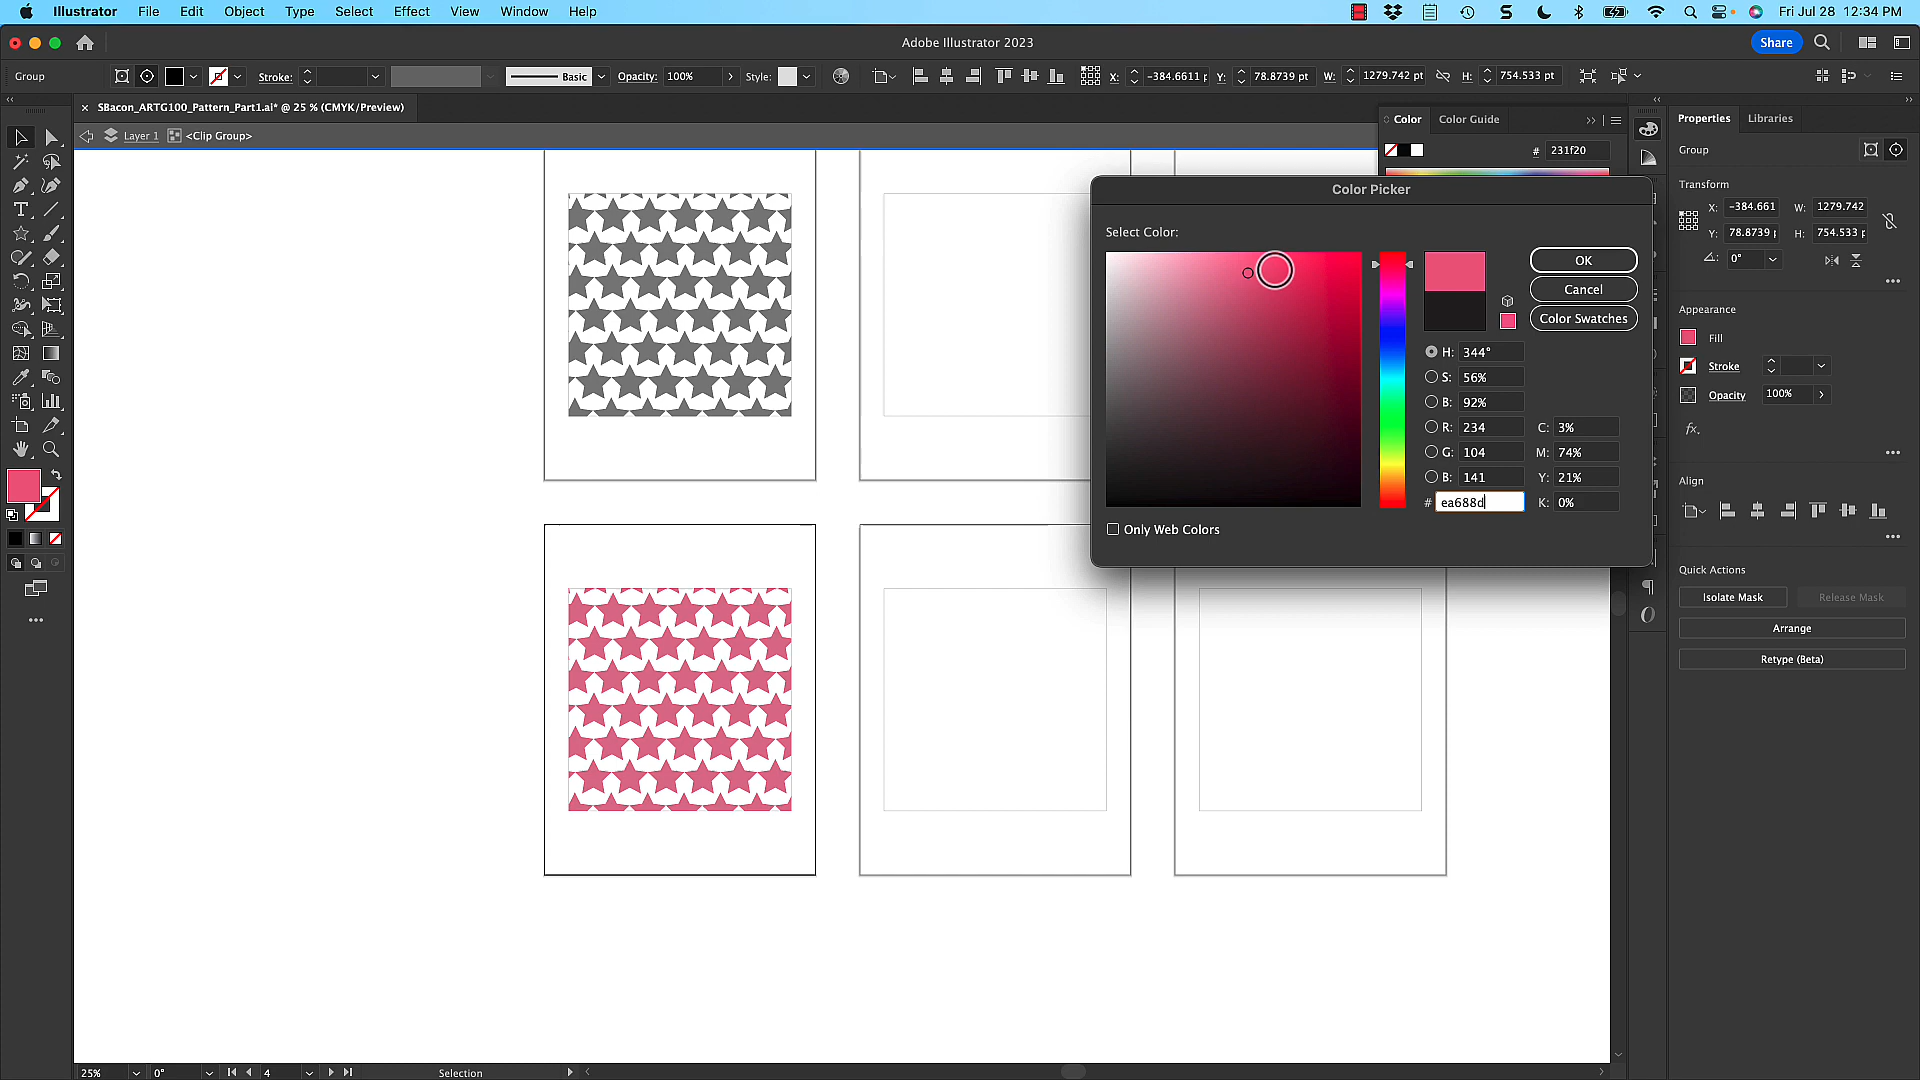 Illustrator File Edit Object Type Select Effect View Window Help Fri Jul 28 12:34 PM
Adobe Illustrator 2023
Share
Group Stroke: Basic Opacity: 100% Style: X: -384.6611 p Y: 78.8739 pt W: 1279.742 pt H: 754.533 pt
× SBacon_ARTG100_Pattern_Part1.ai* @ 25 % (CMYK/Preview)
Layer 1 <Clip Group>
Color Color Guide
# 231f20
Color Picker
Select Color:
OK
Cancel
Color Swatches
H: 344°
S: 56%
B: 92%
R: 234 C: 3%
G: 104 M: 74%
B: 141 Y: 21%
# ea688d K: 0%
Only Web Colors
Properties Libraries
Group
Transform
X: -384.661 W: 1279.742
Y: 78.8739 p H: 754.533 p
0°
Appearance
Fill
Stroke
Opacity 100%
fx.
Align
Quick Actions
Isolate Mask Release Mask
Arrange
Retype (Beta)
25% 0° 4 Selection